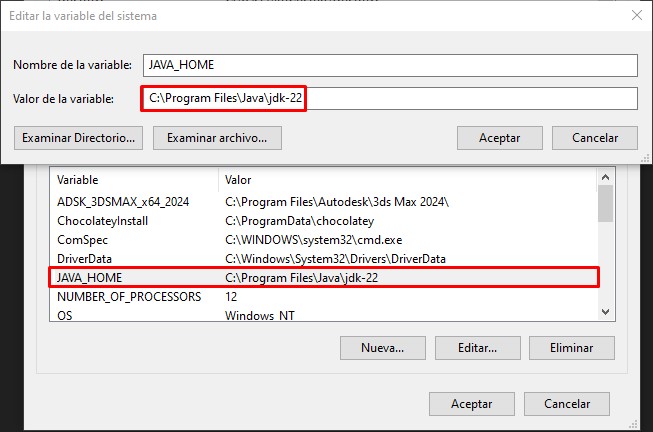 Editar la variable del sistema
Nombre de la variable: JAVA_HOME
Valor de la variable: C:\Program Files\Java\jdk-22
Examinar Directorio... Examinar archivo... Aceptar Cancelar
Variable Valor
ADSK_3DSMAX_x64_2024 C:\Program Files\Autodesk\3ds Max 2024\
ChocolateyInstall C:\ProgramData\chocolatey
ComSpec C:\WINDOWS\system32\cmd.exe
DriverData C:\Windows\System32\Drivers\DriverData
JAVA_HOME C:\Program Files\Java\jdk-22
NUMBER_OF_PROCESSORS 12
OS Windows_NT
Nueva... Editar... Eliminar
Aceptar Cancelar